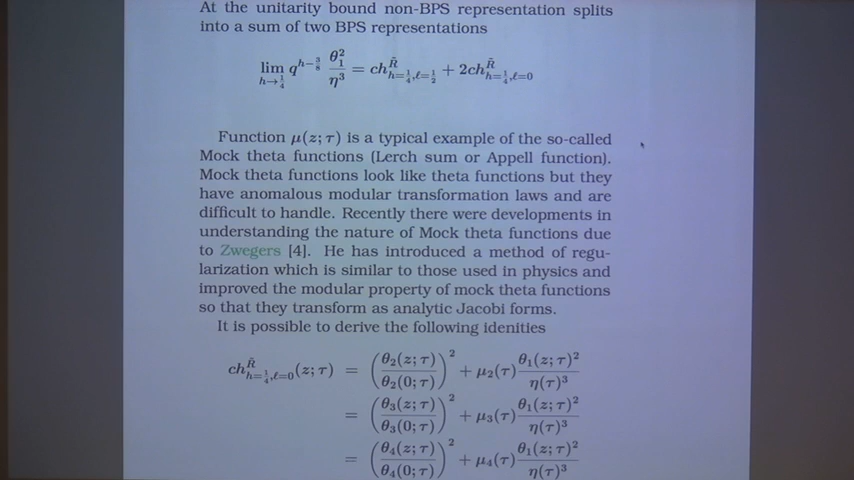 At the unitarity bound non-BPS representation splits
into a sum of two BPS representations
lim_{h→1/4} q^{h−3/8} θ_1^2/η^3 = ch^{R̃}_{h=1/4,ℓ=1/2} + 2ch^{R̃}_{h=1/4,ℓ=0}
Function μ(z; τ) is a typical example of the so-called
Mock theta functions (Lerch sum or Appell function).
Mock theta functions look like theta functions but they
have anomalous modular transformation laws and are
difficult to handle. Recently there were developments in
understanding the nature of Mock theta functions due
to Zwegers [4]. He has introduced a method of regu-
larization which is similar to those used in physics and
improved the modular property of mock theta functions
so that they transform as analytic Jacobi forms.
It is possible to derive the following idenities
ch^{R̃}_{h=1/4,ℓ=0}(z; τ) = (θ_2(z; τ)/θ_2(0; τ))^2 + μ_2(τ) θ_1(z; τ)^2/η(τ)^3
= (θ_3(z; τ)/θ_3(0; τ))^2 + μ_3(τ) θ_1(z; τ)^2/η(τ)^3
= (θ_4(z; τ)/θ_4(0; τ))^2 + μ_4(τ) θ_1(z; τ)^2/η(τ)^3